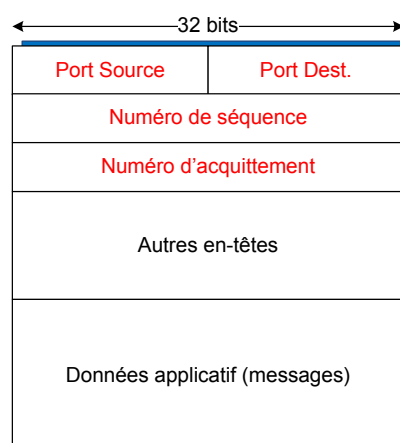 32 bits
Port Source Port Dest.
Numéro de séquence
Numéro d'acquittement
Autres en-têtes
Données applicatif (messages)